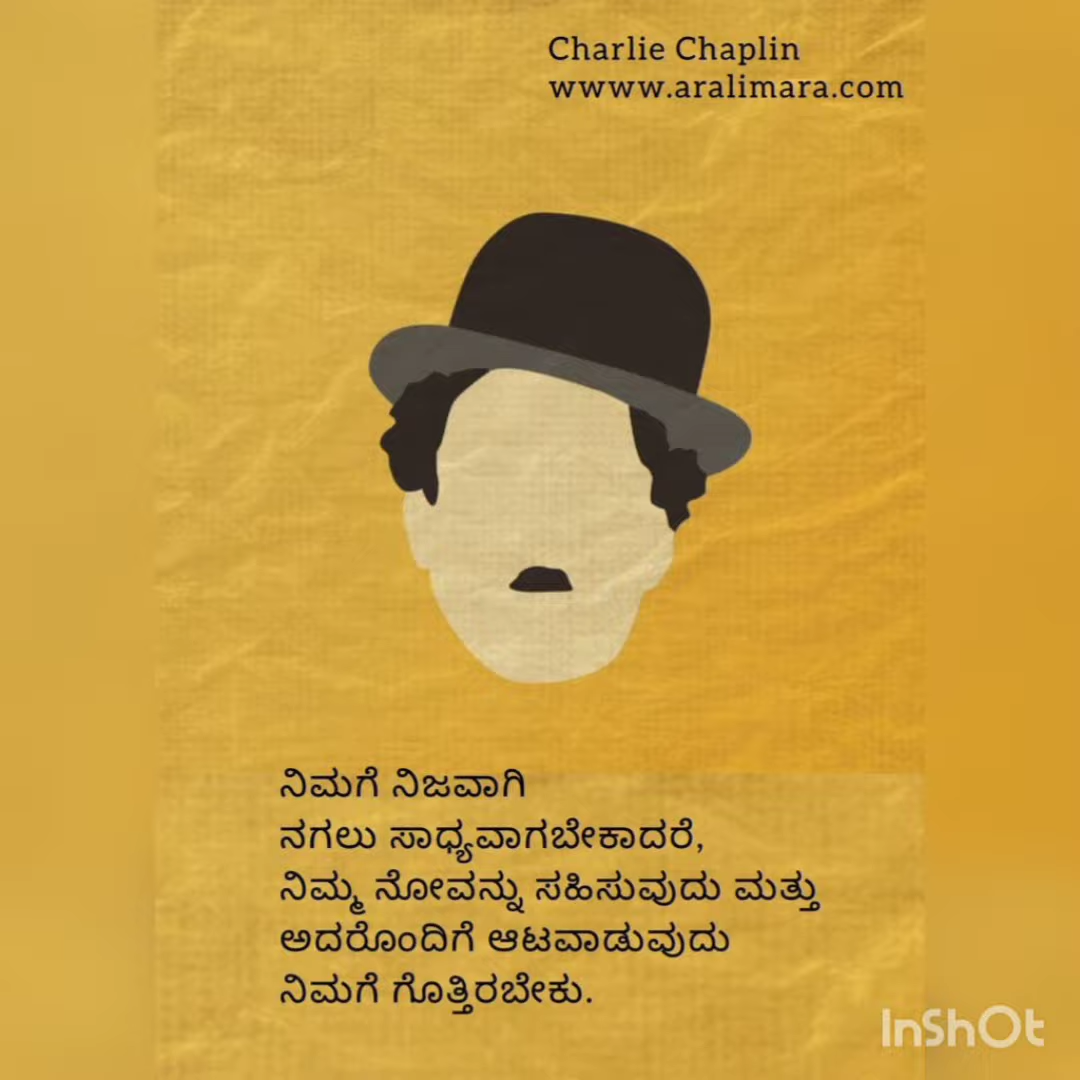 Charlie Chaplin
wwww.aralimara.com
ನಿಮಗೆ ನಿಜವಾಗಿ
ನಗಲು ಸಾಧ್ಯವಾಗಬೇಕಾದರೆ,
ನಿಮ್ಮ ನೋವನ್ನು ಸಹಿಸುವುದು ಮತ್ತು
ಅದರೊಂದಿಗೆ ಆಟವಾಡುವುದು
ನಿಮಗೆ ಗೊತ್ತಿರಬೇಕು.
InShOt